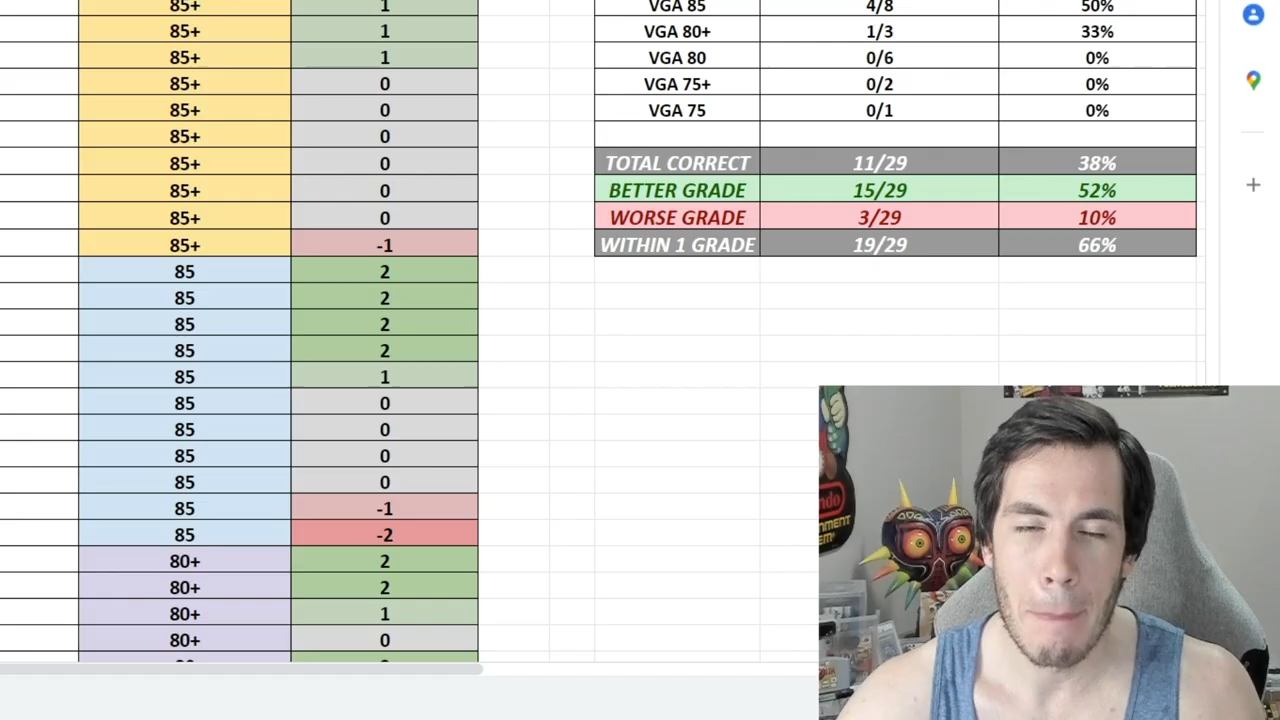 85+ 1 VGA 85 4/8 50%
85+ 1 VGA 80+ 1/3 33%
85+ 1 VGA 80 0/6 0%
85+ 0 VGA 75+ 0/2 0%
85+ 0 VGA 75 0/1 0%
85+ 0
85+ 0 TOTAL CORRECT 11/29 38%
85+ 0 BETTER GRADE 15/29 52%
85+ 0 WORSE GRADE 3/29 10%
85+ -1 WITHIN 1 GRADE 19/29 66%
85 2
85 2
85 2
85 2
85 1
85 0
85 0
85 0
85 0
85 -1
85 -2
80+ 2
80+ 2
80+ 1
80+ 0